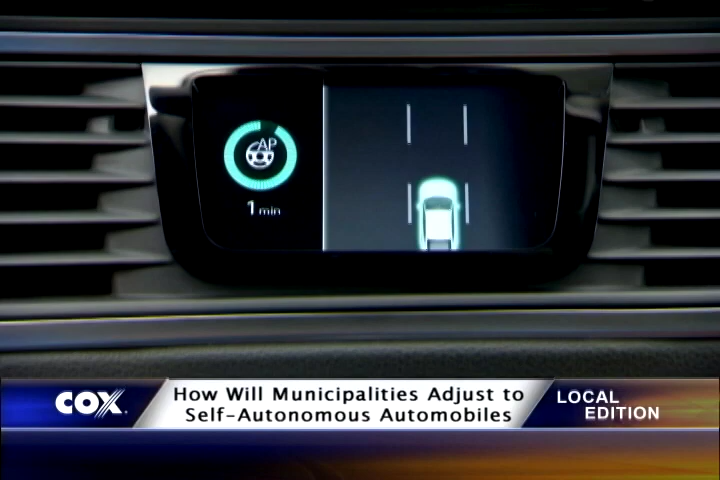 AP
1 min
COX
How Will Municipalities Adjust to
Self-Autonomous Automobiles
LOCAL
EDITION